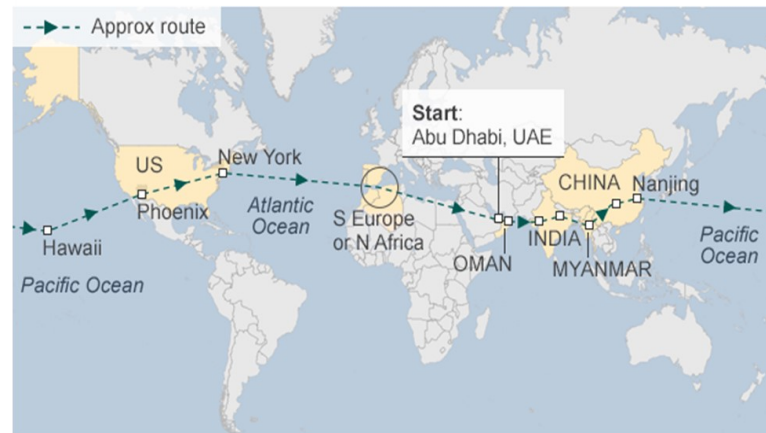 Approx route
Start:
Abu Dhabi, UAE
US
New York
CHINA
Nanjing
Phoenix
Atlantic
Ocean
S Europe
or N Africa
Hawaii
INDIA
Pacific
Ocean
OMAN
MYANMAR
Pacific Ocean